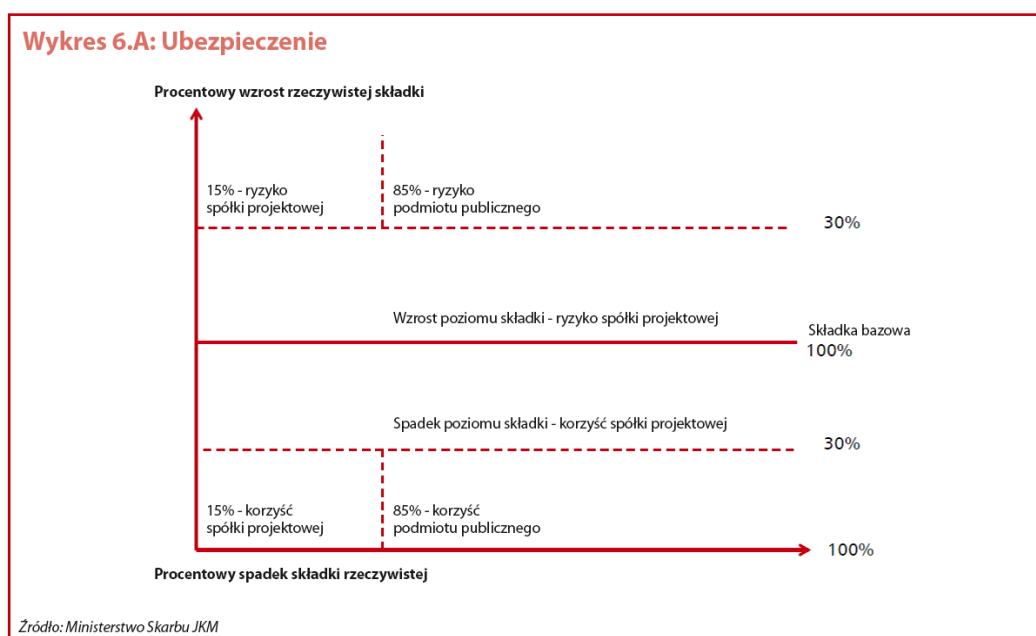 Wykres 6.A: Ubezpieczenie
Procentowy wzrost rzeczywistej składki
15% - ryzyko
spółki projektowej
85% - ryzyko
podmiotu publicznego
30%
Wzrost poziomu składki - ryzyko spółki projektowej
Składka bazowa
100%
Spadek poziomu składki - korzyść spółki projektowej
30%
15% - korzyść
spółki projektowej
85% - korzyść
podmiotu publicznego
100%
Procentowy spadek składki rzeczywistej
Źródło: Ministerstwo Skarbu JKM